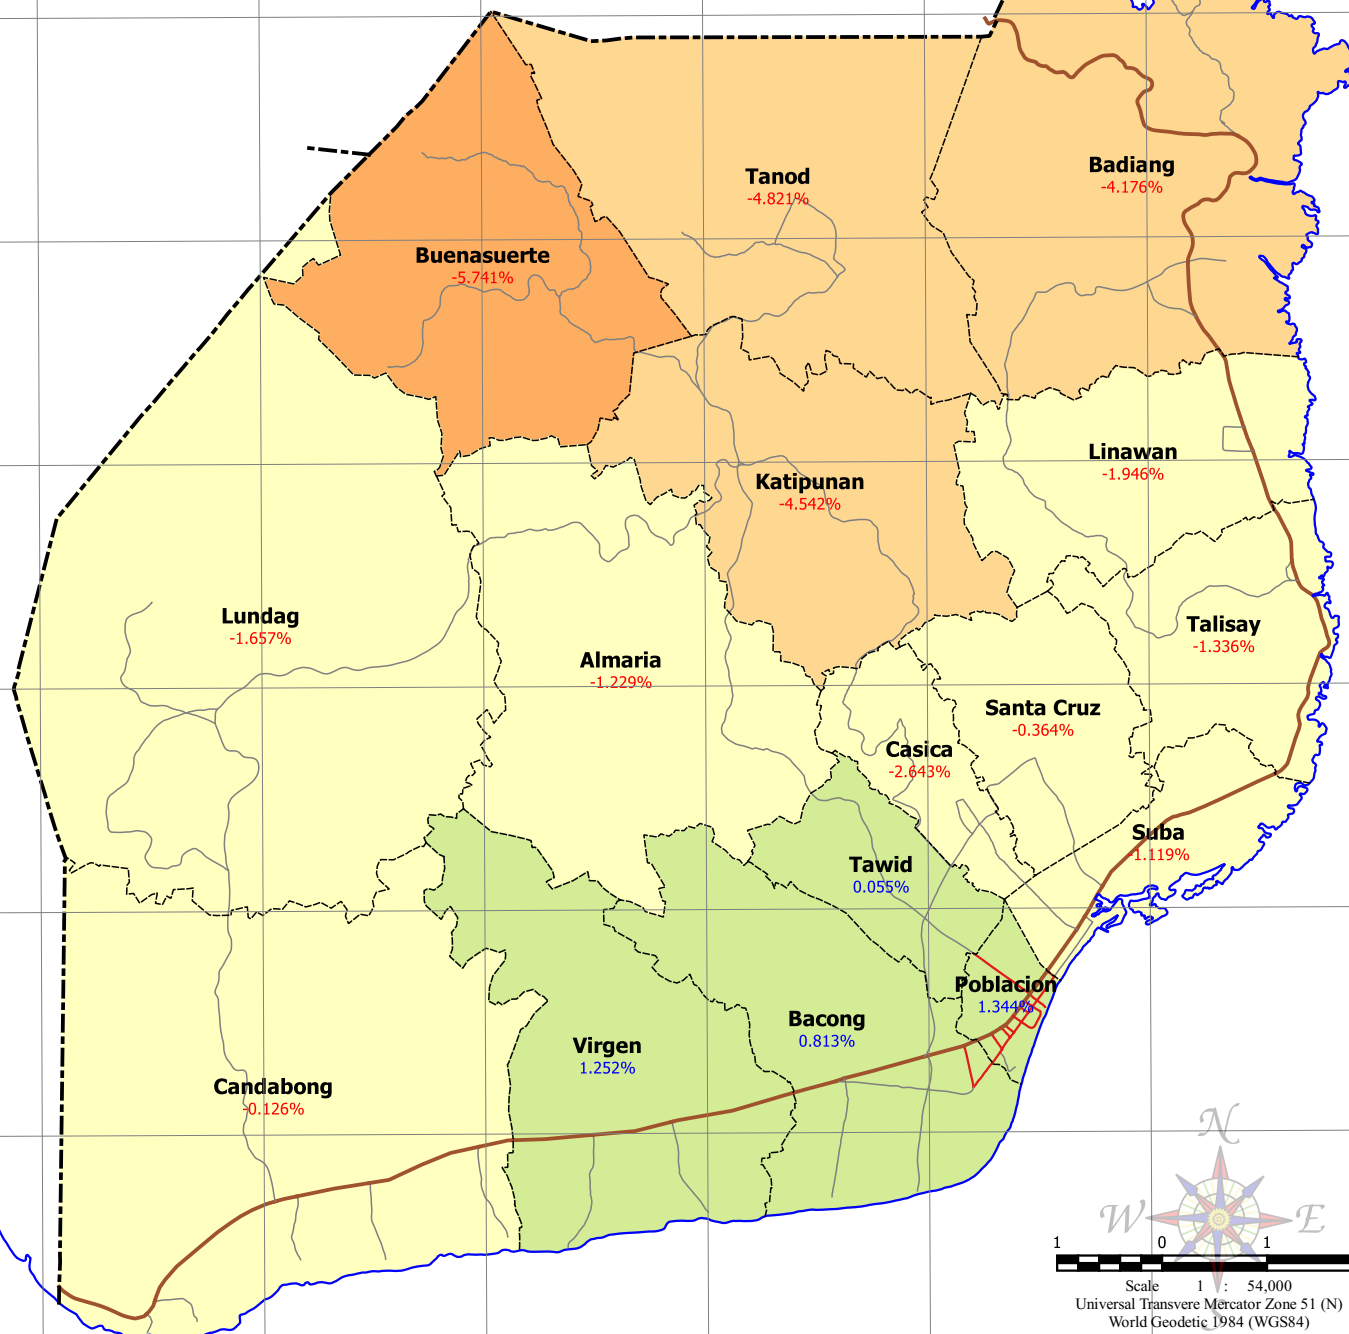 Badiang
-4.176%
Tanod
-4.821%
Buenasuerte
-5.741%
Linawan
-1.946%
Katipunan
-4.542%
Lundag
-1.657%
Talisay
-1.336%
Almaria
-1.229%
Santa Cruz
-0.364%
Casica
-2.643%
Suba
-1.119%
Tawid
0.055%
Poblacion
1.344%
Bacong
0.813%
Virgen
1.252%
Candabong
-0.126%
N
W E
S
1 0 1
Scale 1 : 54,000
Universal Transvere Mercator Zone 51 (N)
World Geodetic 1984 (WGS84)